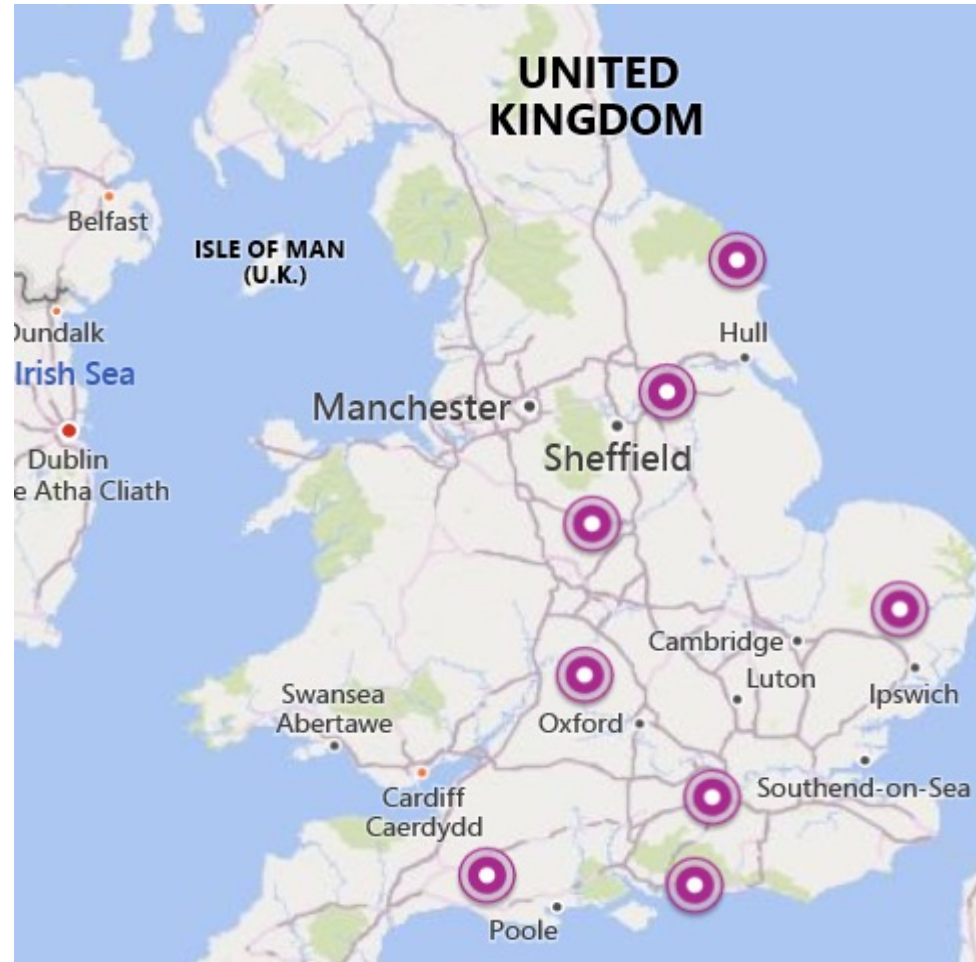 UNITED
KINGDOM
Belfast
ISLE OF MAN
(U.K.)
Dundalk
Hull
Irish Sea
Manchester
Dublin
e Atha Cliath
Sheffield
Cambridge
Luton
Ipswich
Swansea
Abertawe
Oxford
Southend-on-Sea
Cardiff
Caerdydd
Poole